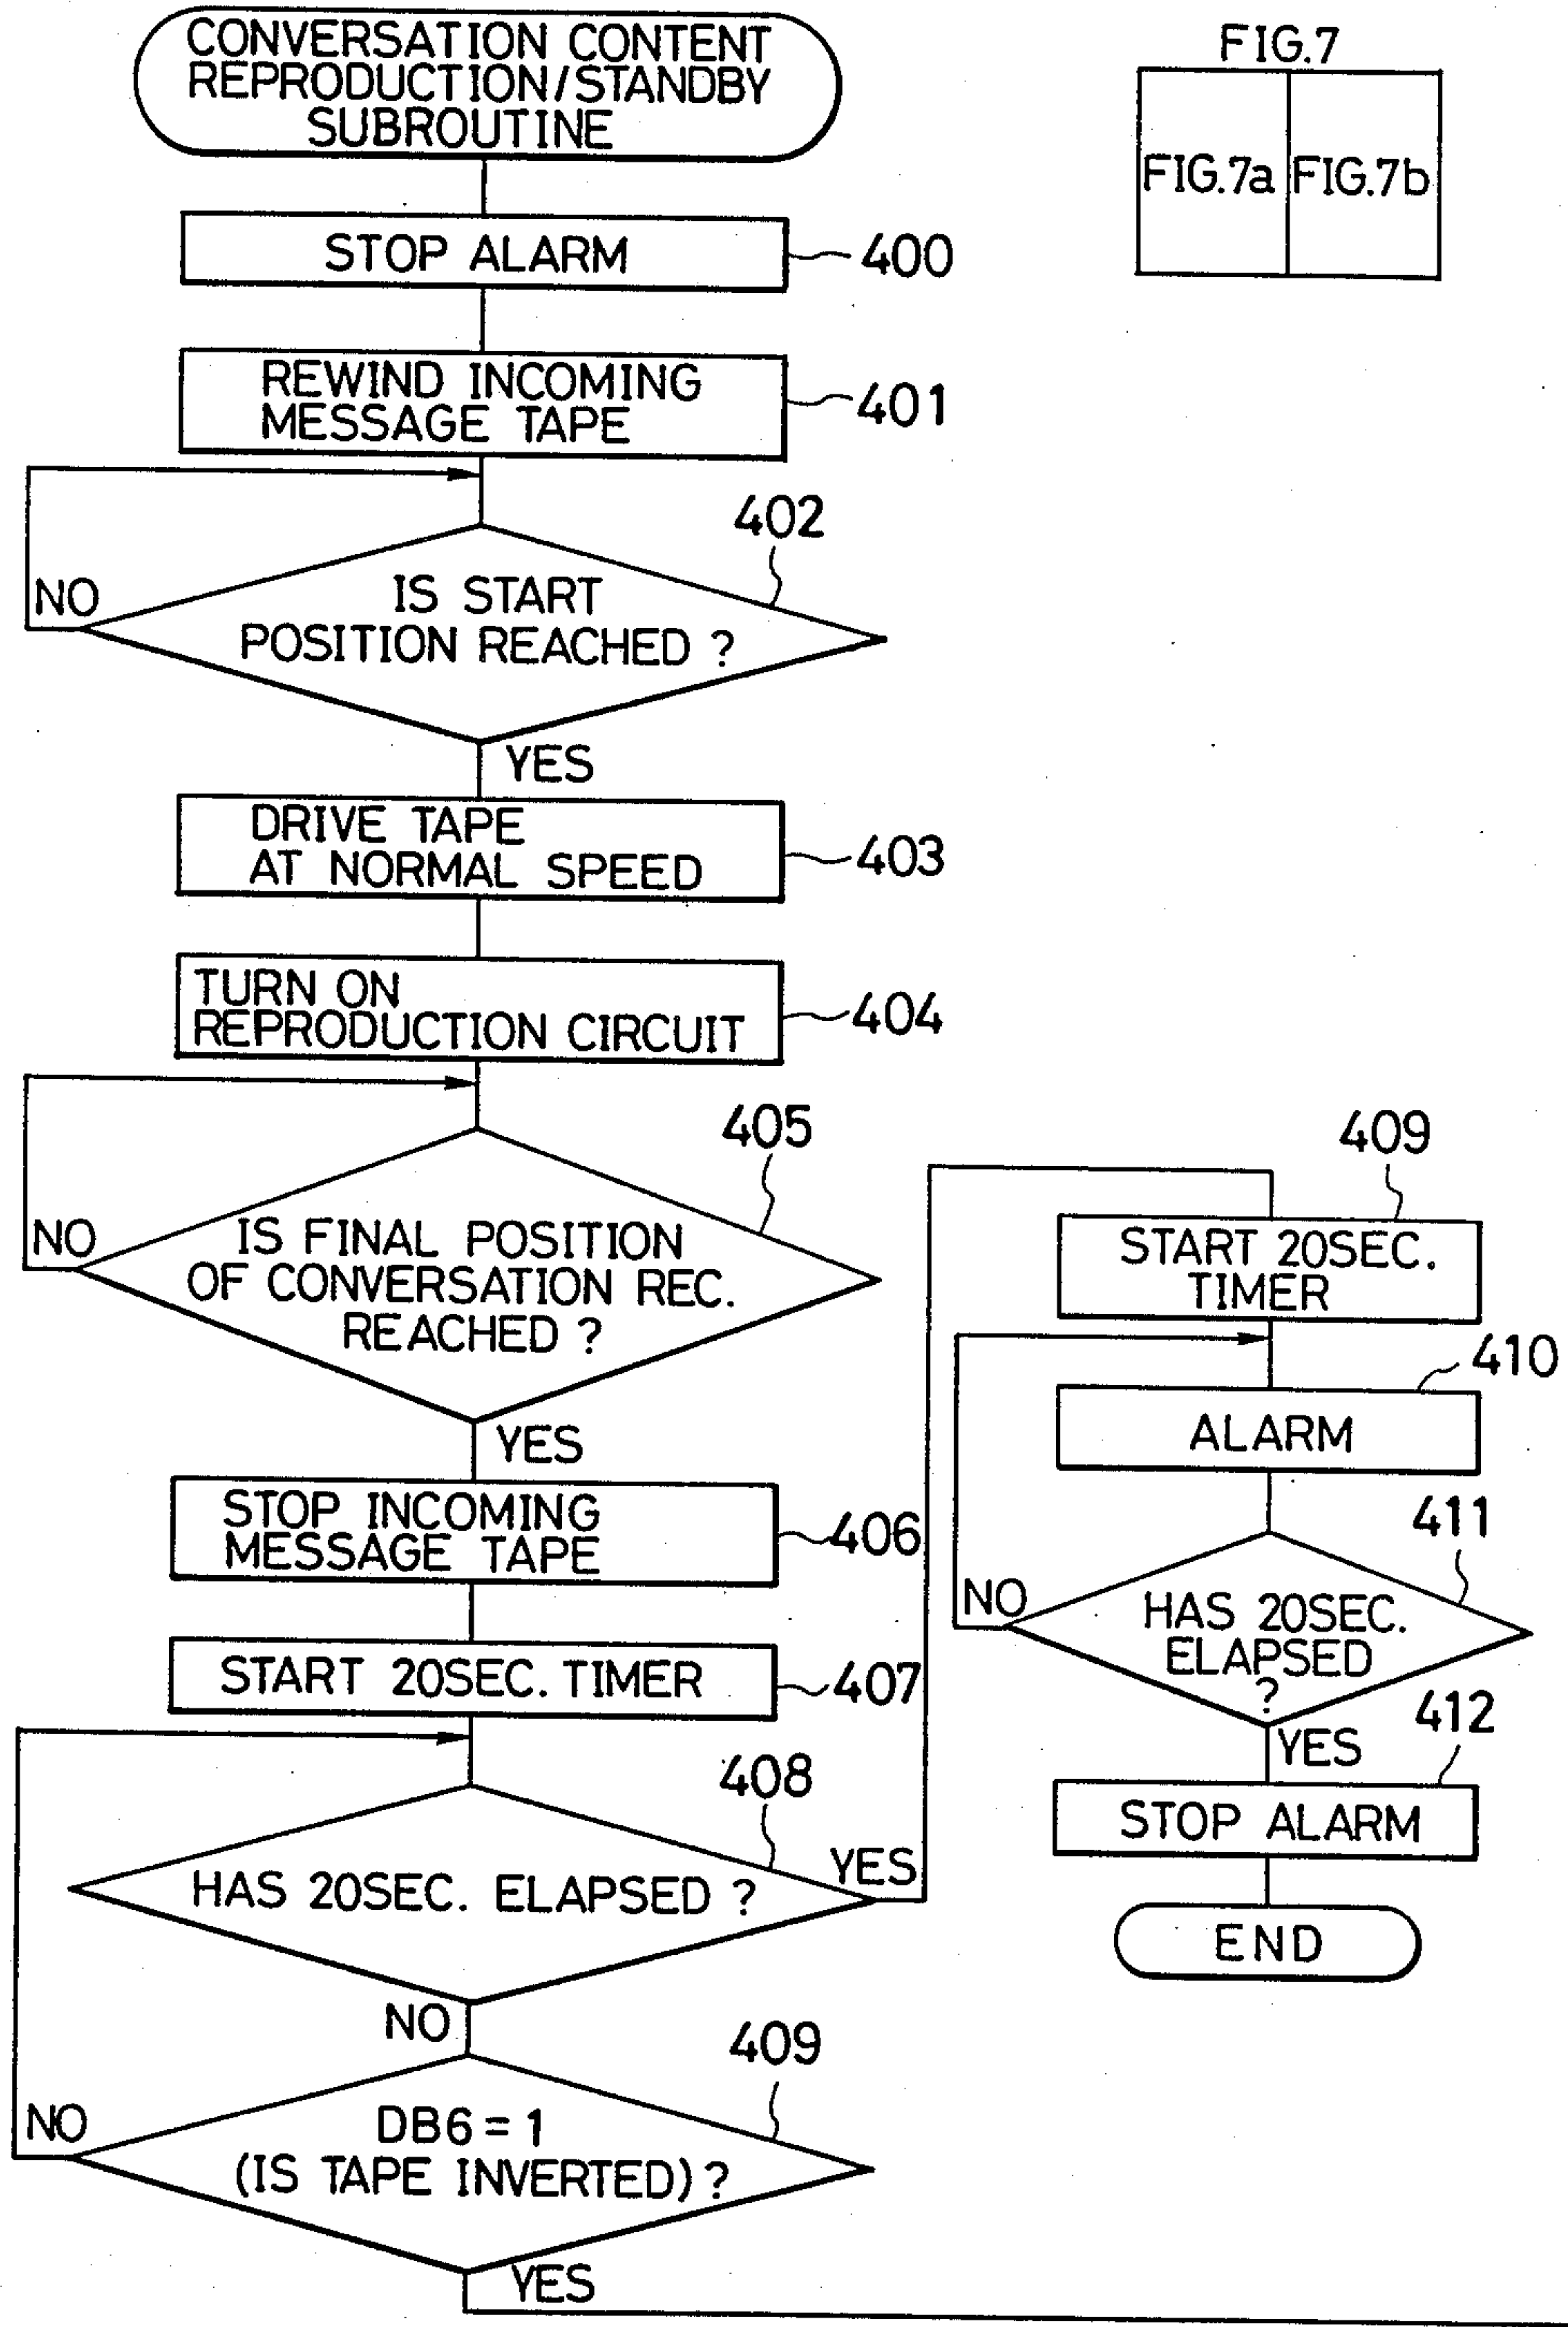 CONVERSATION CONTENT
REPRODUCTION/STANDBY
SUBROUTINE
FIG.7
FIG.7a FIG.7b
STOP ALARM
400
REWIND INCOMING
MESSAGE TAPE
401
402
IS START
POSITION REACHED ?
NO
YES
DRIVE TAPE
AT NORMAL SPEED
403
TURN ON
REPRODUCTION CIRCUIT
404
405
IS FINAL POSITION
OF CONVERSATION REC.
REACHED ?
NO
YES
STOP INCOMING
MESSAGE TAPE
406
START 20SEC. TIMER
407
408
HAS 20SEC. ELAPSED ?
YES
NO
409
DB6 = 1
(IS TAPE INVERTED) ?
NO
YES
409
START 20SEC.
TIMER
410
ALARM
411
HAS 20SEC.
ELAPSED
?
NO
YES
412
STOP ALARM
END